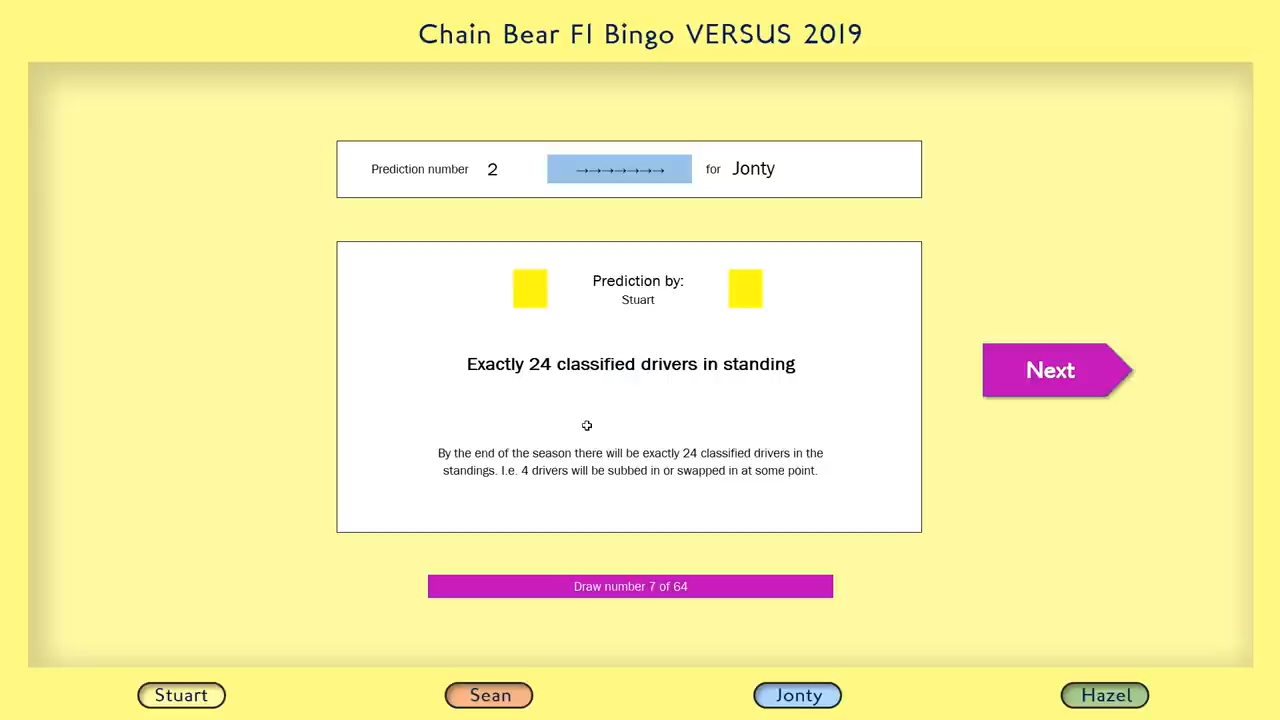 Chain Bear F1 Bingo VERSUS 2019
Prediction number 2 →→→→→→→ for Jonty
Prediction by:
Stuart
Exactly 24 classified drivers in standing
By the end of the season there will be exactly 24 classified drivers in the
standings. I.e. 4 drivers will be subbed in or swapped in at some point.
Next
Draw number 7 of 64
Stuart Sean Jonty Hazel